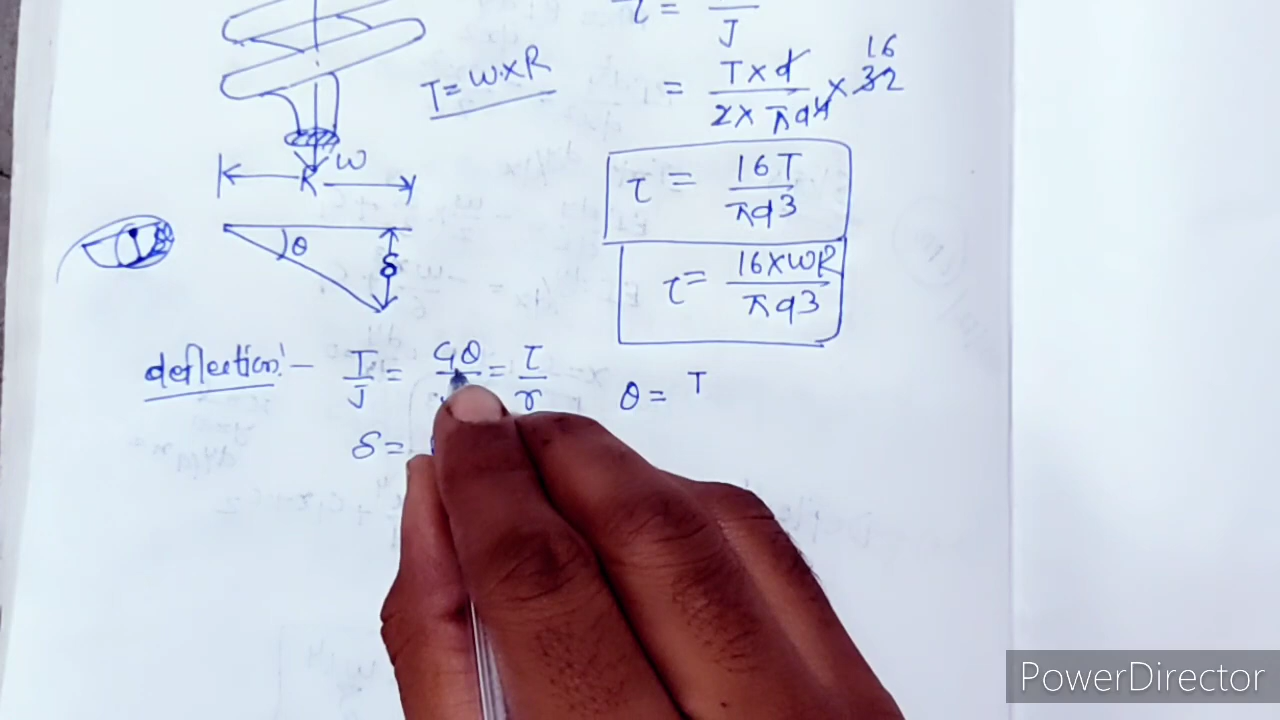 τ =
J
T = W×R
= T × d / 2 × πd4 × 32
16
W
R
τ = 16T / πd3
θ
δ
τ = 16×WR / πd3
deflection:- T/J = Gθ/ = τ/r
θ = T
δ =
PowerDirector